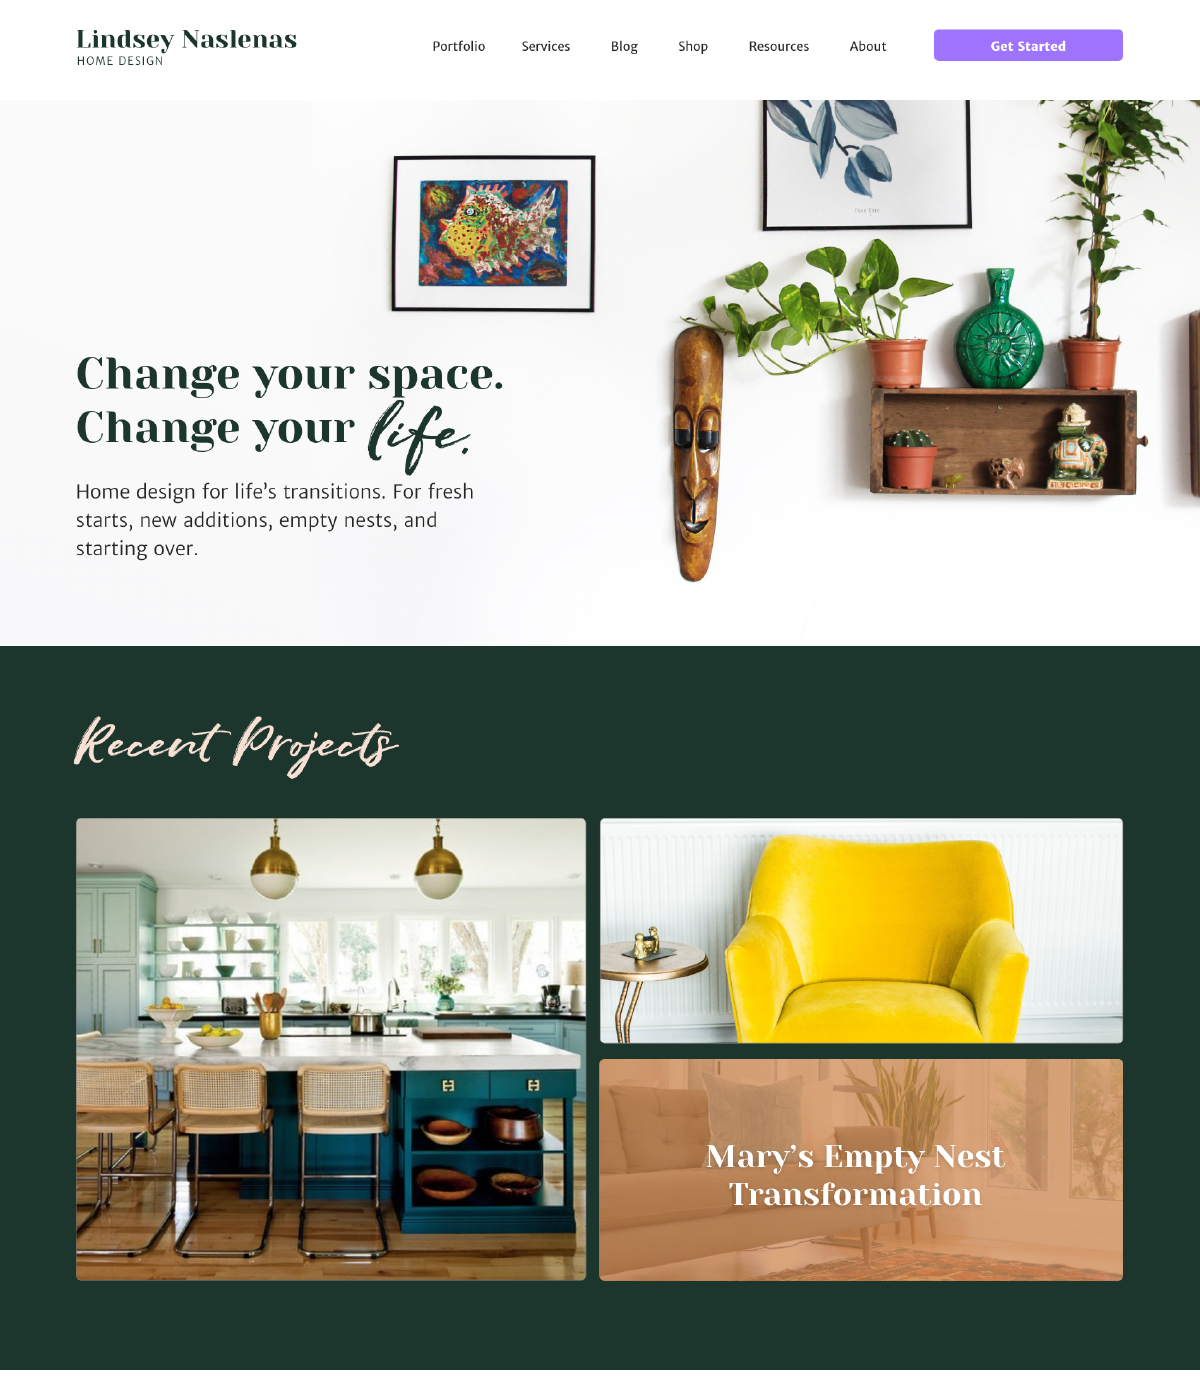 Lindsey Naslenas
HOME DESIGN
Portfolio Services Blog Shop Resources About Get Started
Change your space.
Change your life.
Home design for life’s transitions. For fresh
starts, new additions, empty nests, and
starting over.
Recent Projects
Mary’s Empty Nest
Transformation